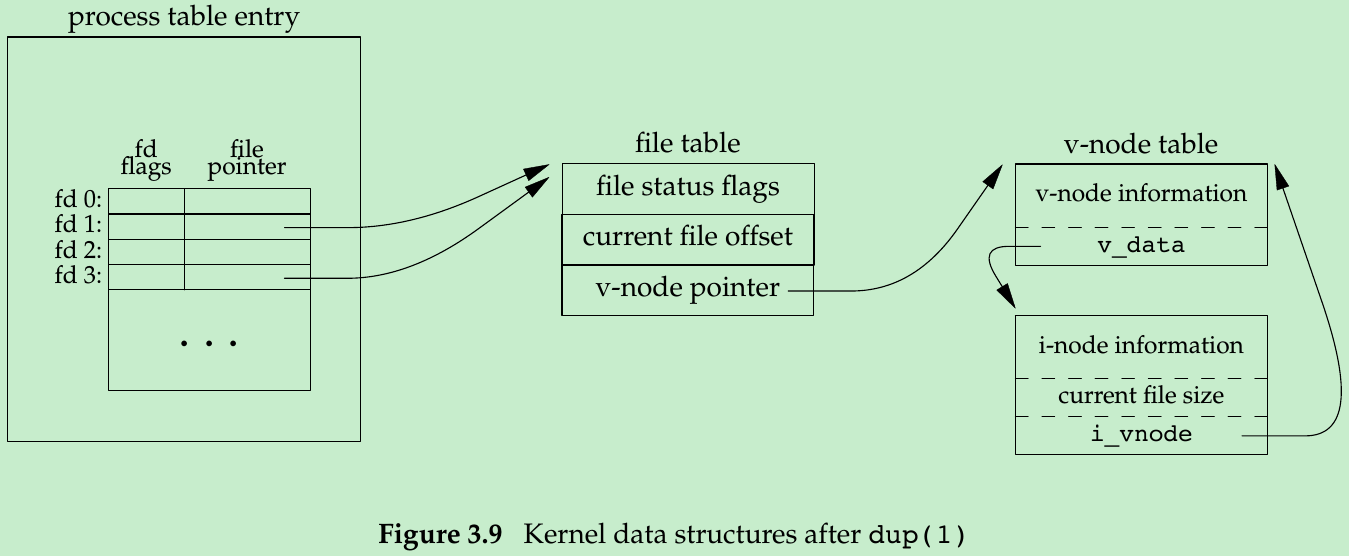 process table entry
fd
flags
file
pointer
fd 0:
fd 1:
fd 2:
fd 3:
. . .
file table
file status flags
current file offset
v-node pointer
v-node table
v-node information
v_data
i-node information
current file size
i_vnode
Figure 3.9 Kernel data structures after dup(1)